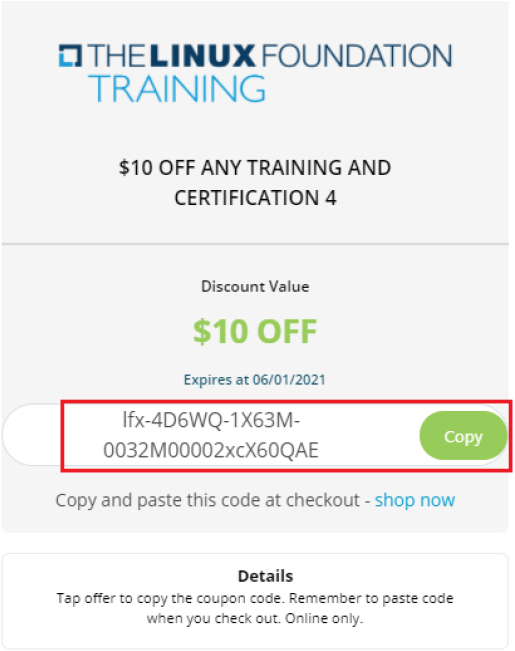 THE LINUX FOUNDATION
TRAINING
$10 OFF ANY TRAINING AND
CERTIFICATION 4
Discount Value
$10 OFF
Expires at 06/01/2021
lfx-4D6WQ-1X63M-
0032M00002xcX60QAE
Copy
Copy and paste this code at checkout - shop now
Details
Tap offer to copy the coupon code. Remember to paste code
when you check out. Online only.